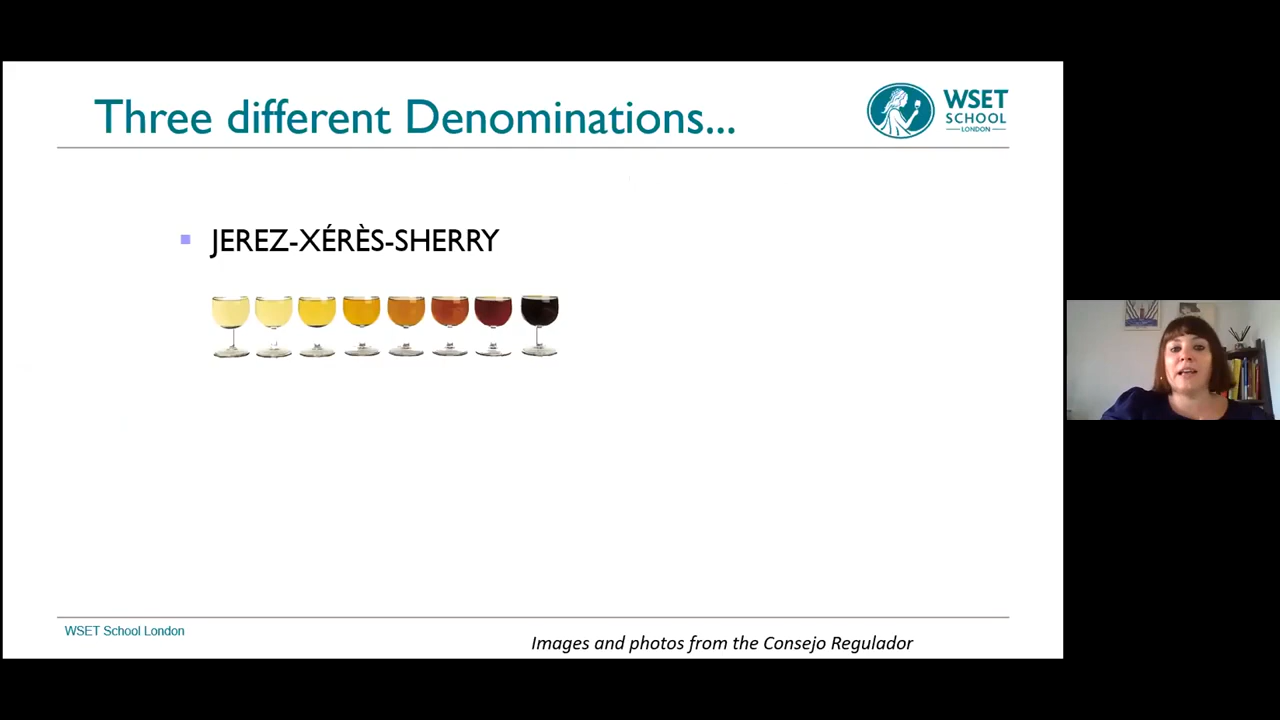 Three different Denominations...
WSET
SCHOOL
LONDON
JEREZ-XÉRÈS-SHERRY
WSET School London
Images and photos from the Consejo Regulador